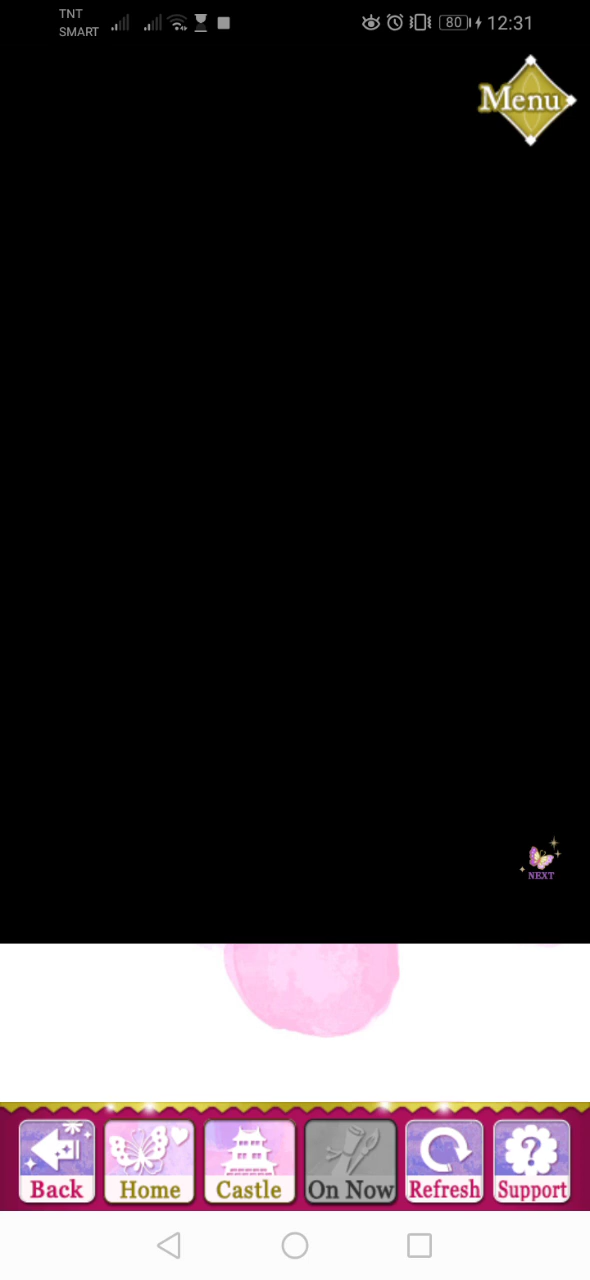 TNT
SMART
80
12:31
Menu
NEXT
Back
Home
Castle
On Now
Refresh
Support